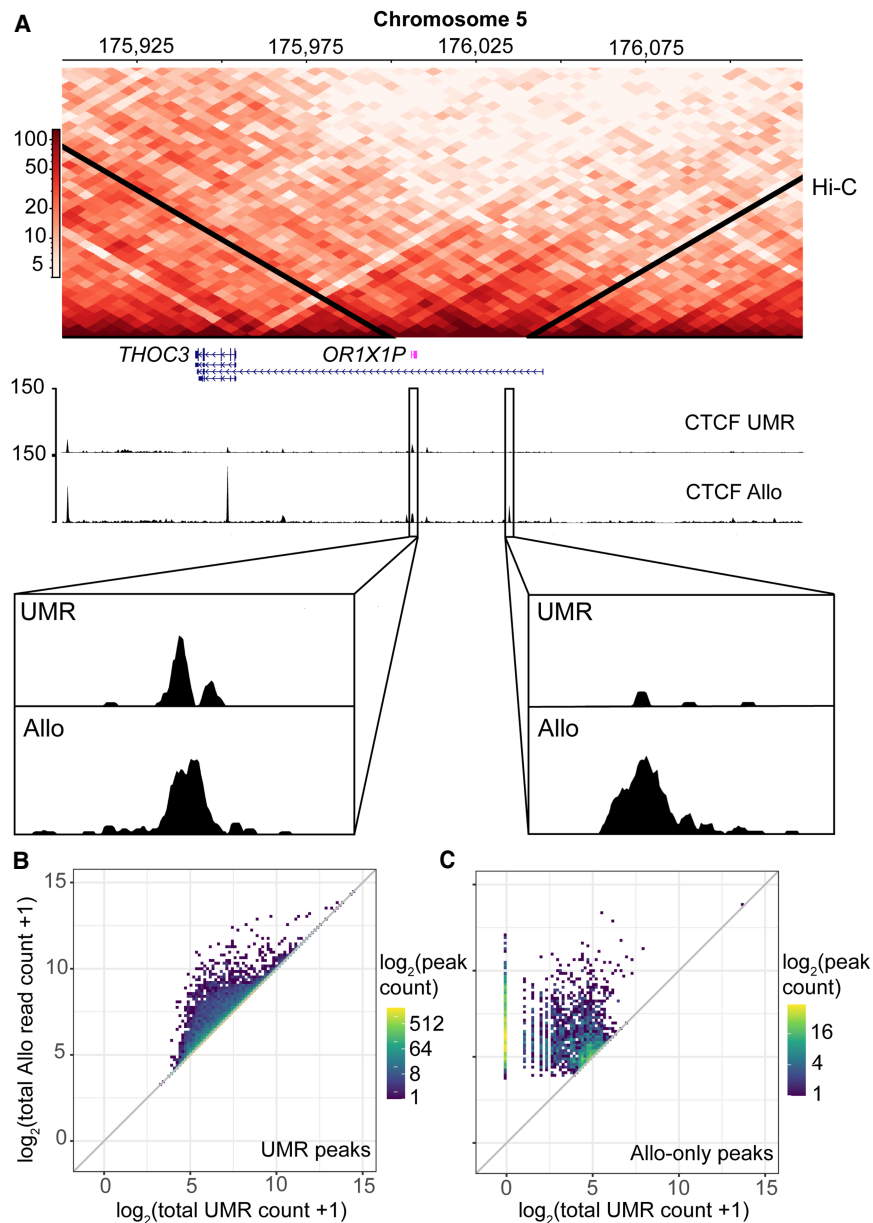 A
Chromosome 5
175,925 175,975 176,025 176,075
100
50
20
10
5
Hi-C
THOC3 OR1X1P
150
CTCF UMR
150
CTCF Allo
UMR
Allo
UMR
Allo
B
log2(total Allo read count +1)
15
10
5
0
0 5 10 15
log2(total UMR count +1)
UMR peaks
log2(peak
count)
512
64
8
1
C
0 5 10 15
log2(total UMR count +1)
Allo-only peaks
log2(peak
count)
16
4
1